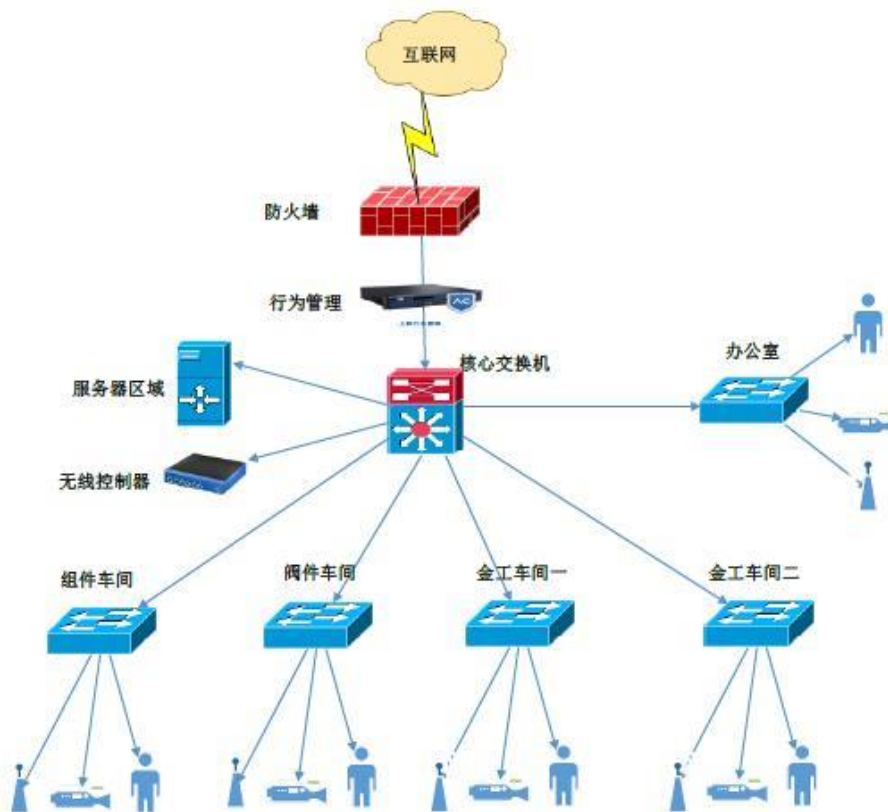 互联网
防火墙
行为管理
AC
核心交换机
办公室
服务器区域
无线控制器
组件车间
阀件车间
金工车间一
金工车间二